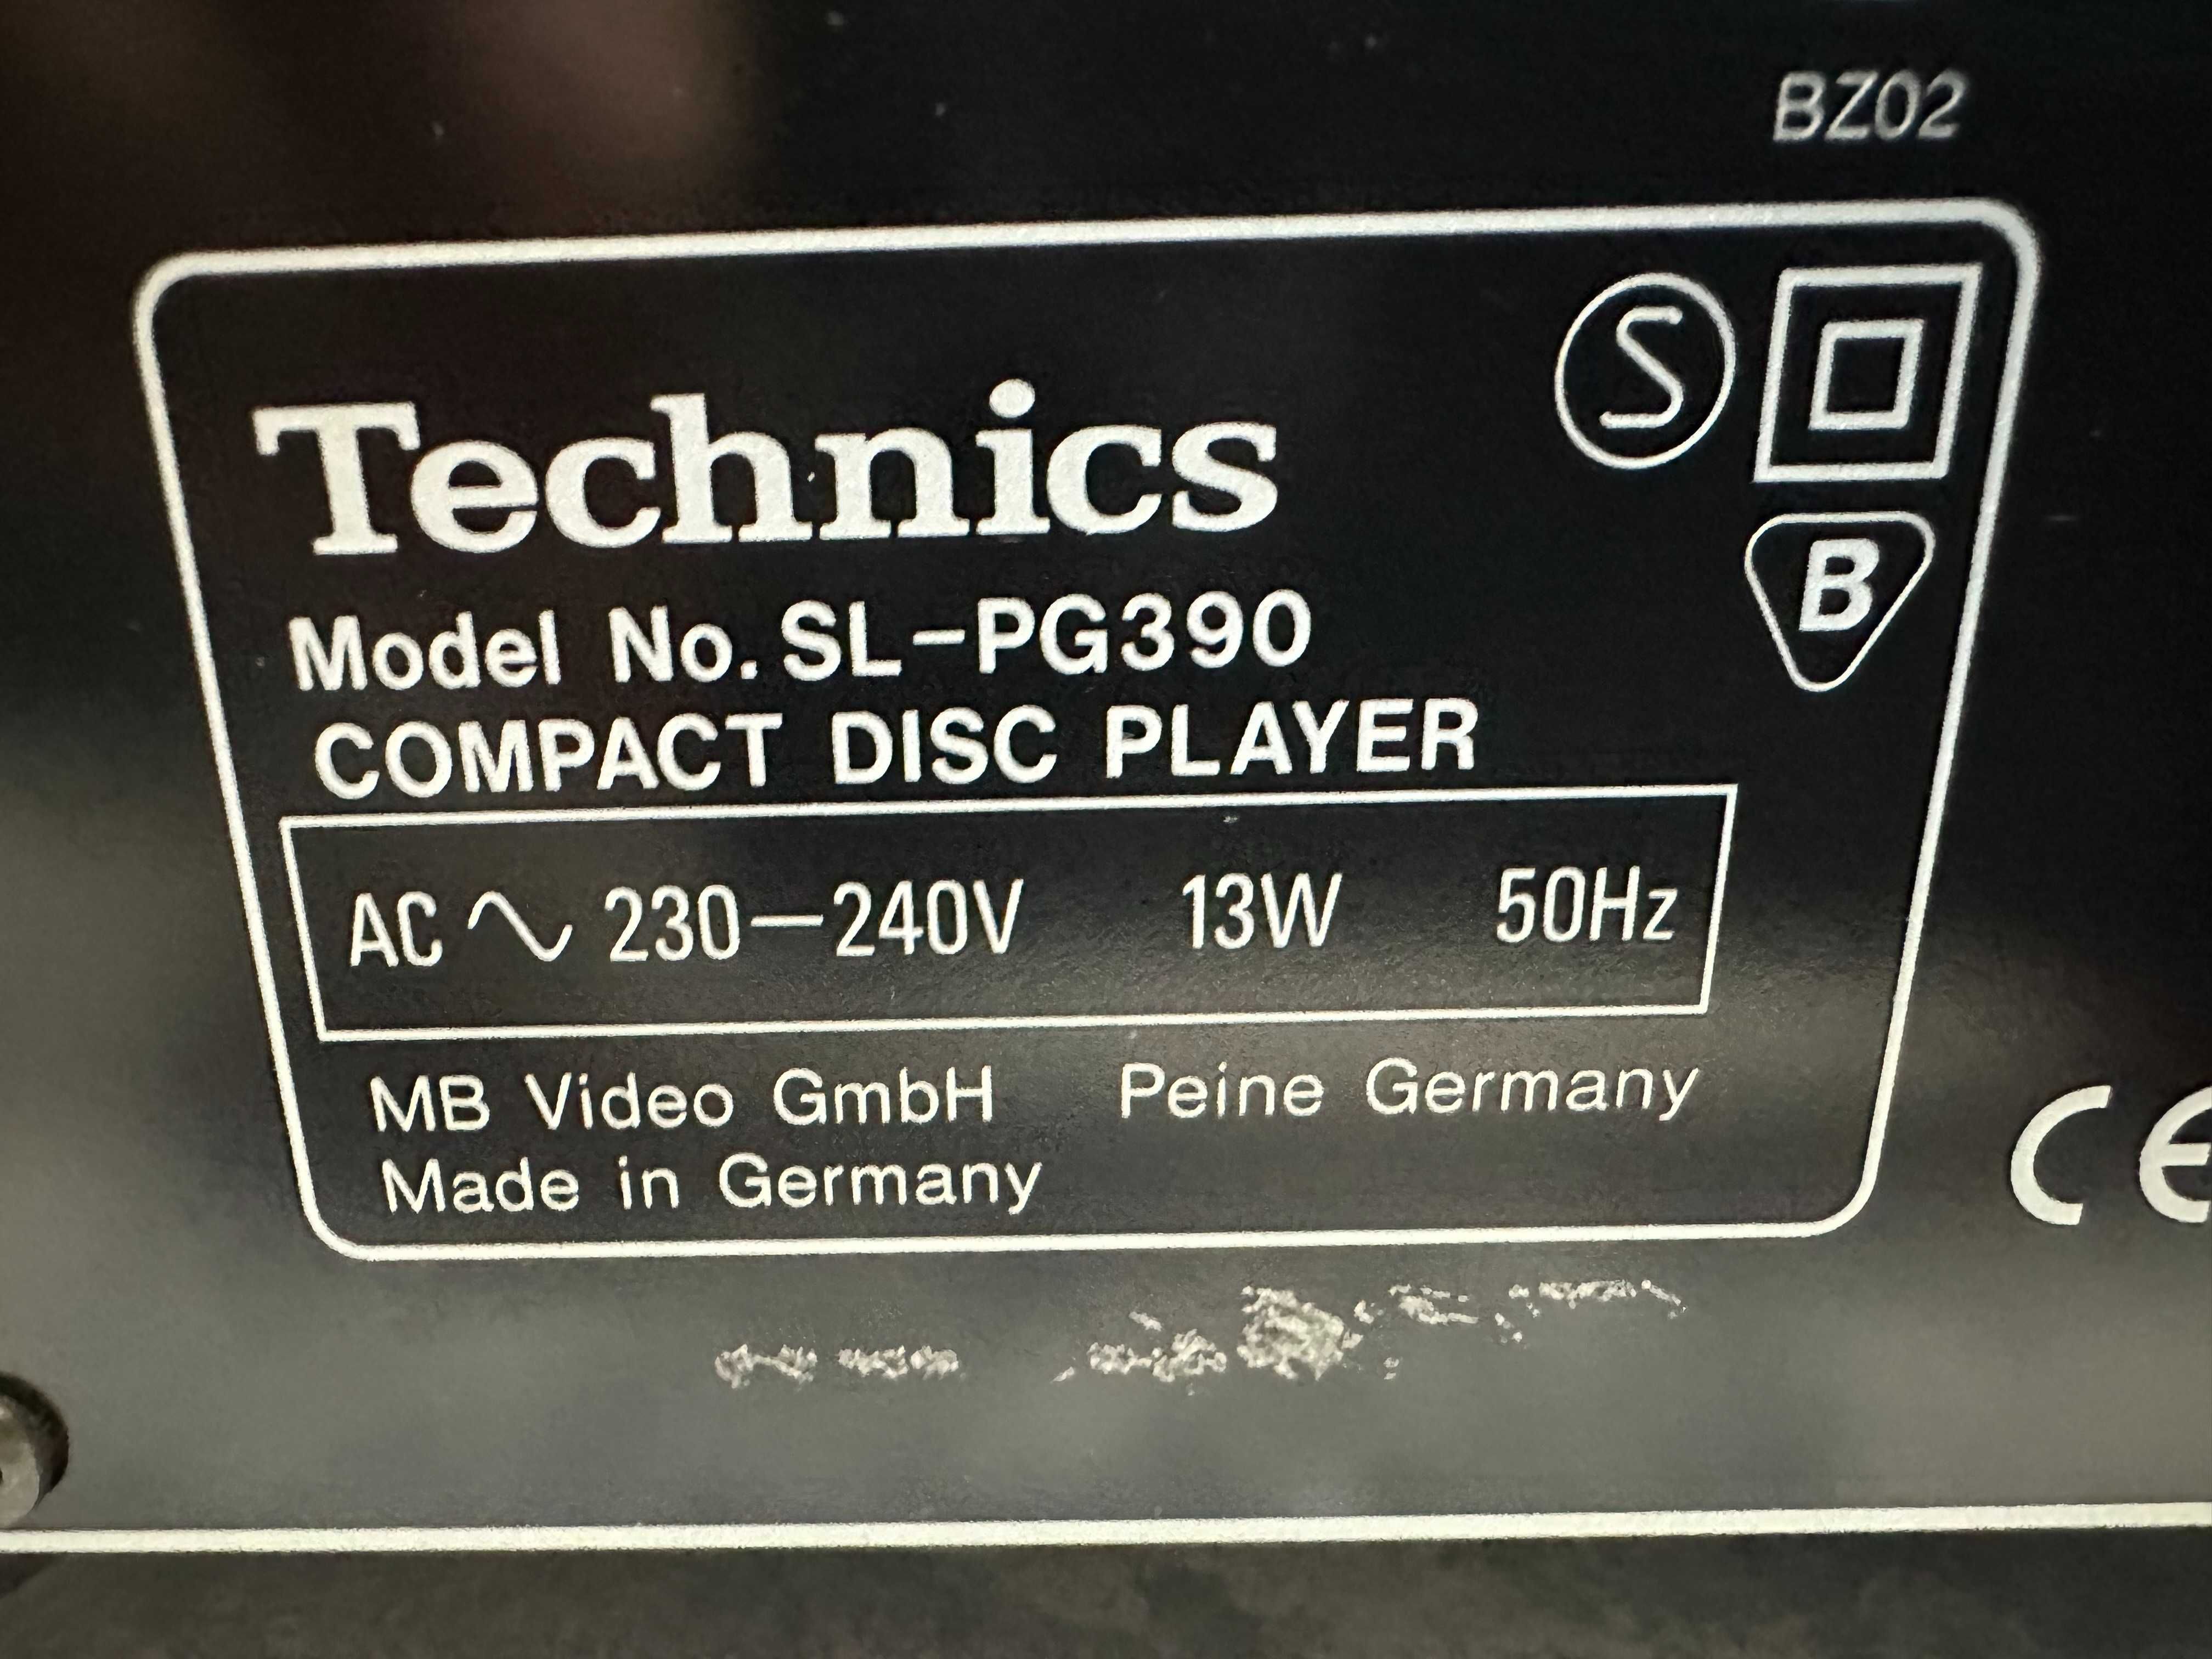 BZ02
S
Technics
B
Model No. SL-PG390
COMPACT DISC PLAYER
AC ∿ 230—240V 13W 50Hz
MB Video GmbH Peine Germany
Made in Germany
CE